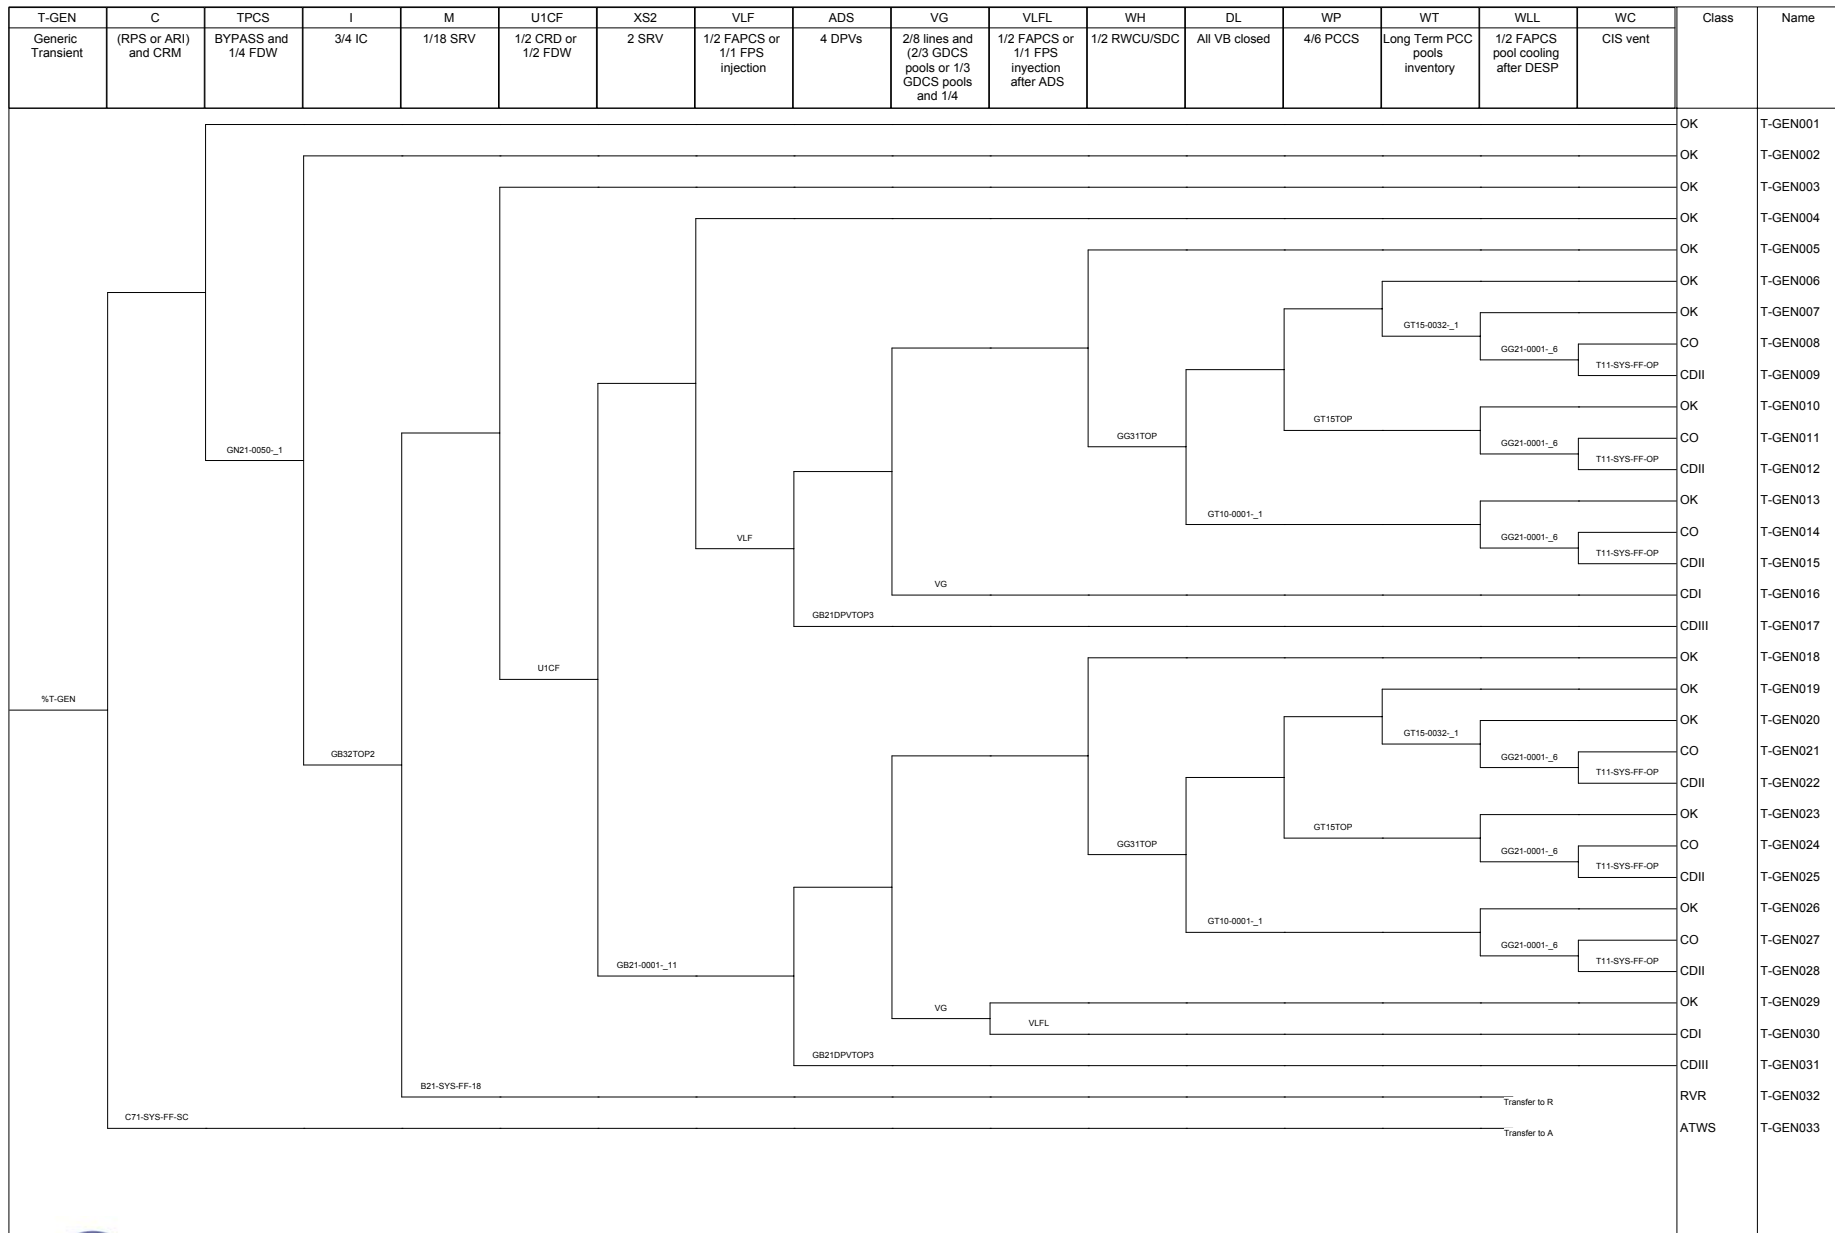 T-GEN C TPCS I M U1CF XS2 VLF ADS VG VLFL WH DL WP WT WLL WC Class Name
Generic Transient
(RPS or ARI) and CRM
BYPASS and 1/4 FDW
3/4 IC
1/18 SRV
1/2 CRD or 1/2 FDW
2 SRV
1/2 FAPCS or 1/1 FPS injection
4 DPVs
2/8 lines and (2/3 GDCS pools or 1/3 GDCS pools and 1/4
1/2 FAPCS or 1/1 FPS inyection after ADS
1/2 RWCU/SDC
All VB closed
4/6 PCCS
Long Term PCC pools inventory
1/2 FAPCS pool cooling after DESP
CIS vent
OK T-GEN001
OK T-GEN002
OK T-GEN003
OK T-GEN004
OK T-GEN005
OK T-GEN006
OK T-GEN007
GT15-0032-_1
CO T-GEN008
GG21-0001-_6
T11-SYS-FF-OP
CDII T-GEN009
OK T-GEN010
GT15TOP
GG31TOP
CO T-GEN011
GG21-0001-_6
GN21-0050-_1
T11-SYS-FF-OP
CDII T-GEN012
OK T-GEN013
GT10-0001-_1
CO T-GEN014
GG21-0001-_6
VLF
T11-SYS-FF-OP
CDII T-GEN015
VG
CDI T-GEN016
GB21DPVTOP3
CDIII T-GEN017
OK T-GEN018
U1CF
OK T-GEN019
%T-GEN
OK T-GEN020
GT15-0032-_1
CO T-GEN021
GB32TOP2
GG21-0001-_6
T11-SYS-FF-OP
CDII T-GEN022
OK T-GEN023
GT15TOP
GG31TOP
CO T-GEN024
GG21-0001-_6
T11-SYS-FF-OP
CDII T-GEN025
OK T-GEN026
GT10-0001-_1
CO T-GEN027
GG21-0001-_6
T11-SYS-FF-OP
GB21-0001-_11
CDII T-GEN028
OK T-GEN029
VG
VLFL
CDI T-GEN030
GB21DPVTOP3
CDIII T-GEN031
B21-SYS-FF-18
RVR T-GEN032
Transfer to R
C71-SYS-FF-SC
ATWS T-GEN033
Transfer to A